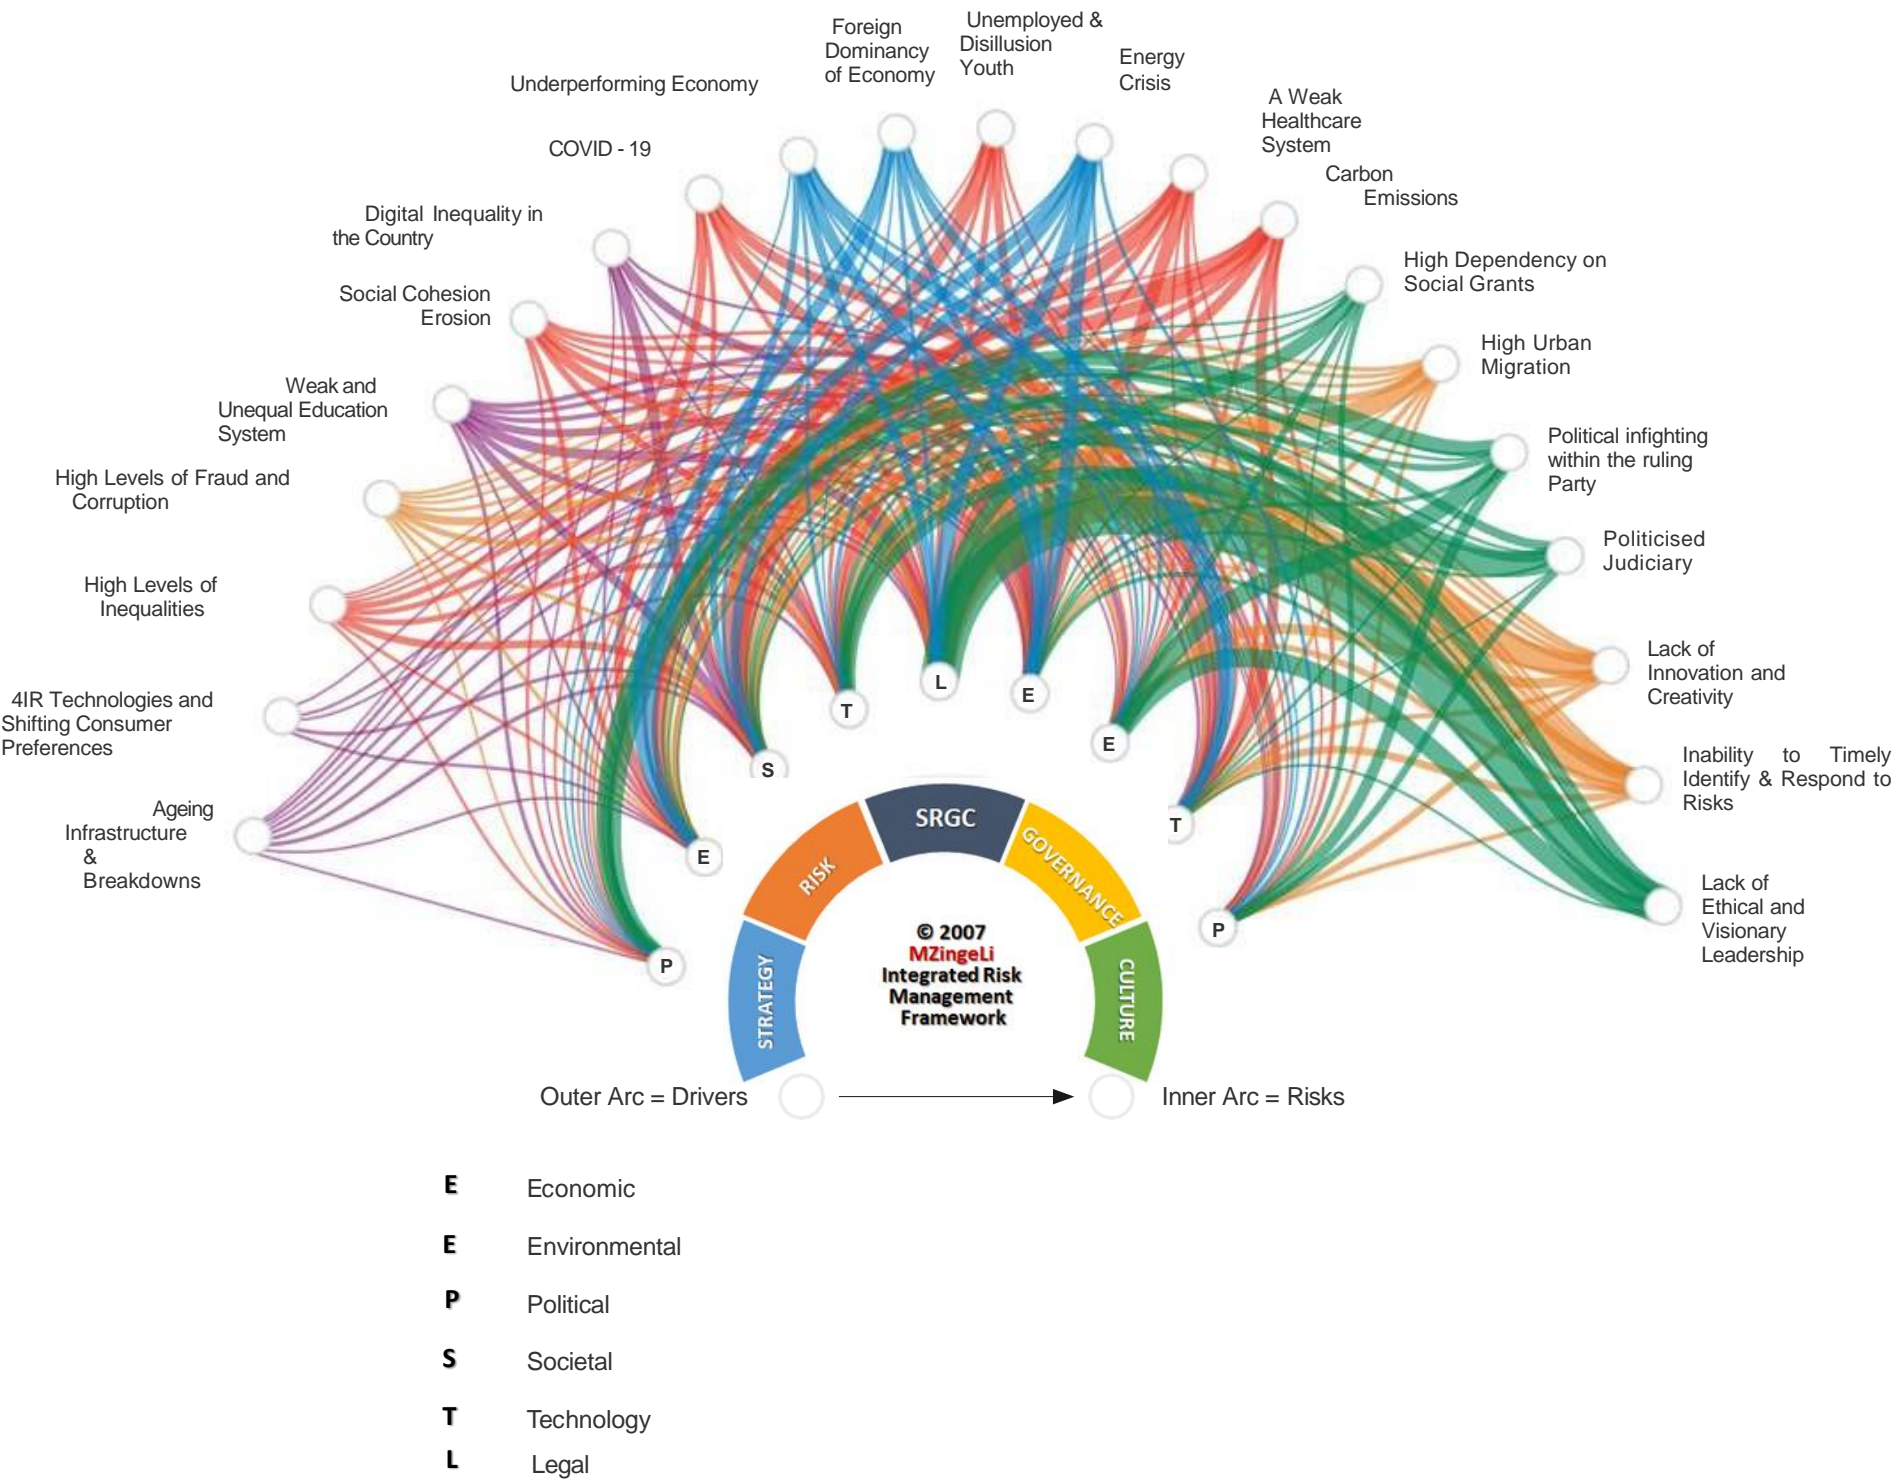 Foreign
Dominancy
of Economy
Unemployed &
Disillusion
Youth
Energy
Crisis
Underperforming Economy
A Weak
Healthcare
System
COVID - 19
Carbon
Emissions
Digital Inequality in
the Country
High Dependency on
Social Grants
Social Cohesion
Erosion
High Urban
Migration
Weak and
Unequal Education
System
Political infighting
within the ruling
Party
High Levels of Fraud and
Corruption
Politicised
Judiciary
High Levels of
Inequalities
Lack of
Innovation and
Creativity
4IR Technologies and
Shifting Consumer
Preferences
Inability to Timely
Identify & Respond to
Risks
Ageing
Infrastructure
&
Breakdowns
Lack of
Ethical and
Visionary
Leadership
P
E
S
T
L
E
E
T
P
STRATEGY
RISK
SRGC
GOVERNANCE
CULTURE
© 2007
MZingeLi
Integrated Risk
Management
Framework
Outer Arc = Drivers
Inner Arc = Risks
E Economic
E Environmental
P Political
S Societal
T Technology
L Legal